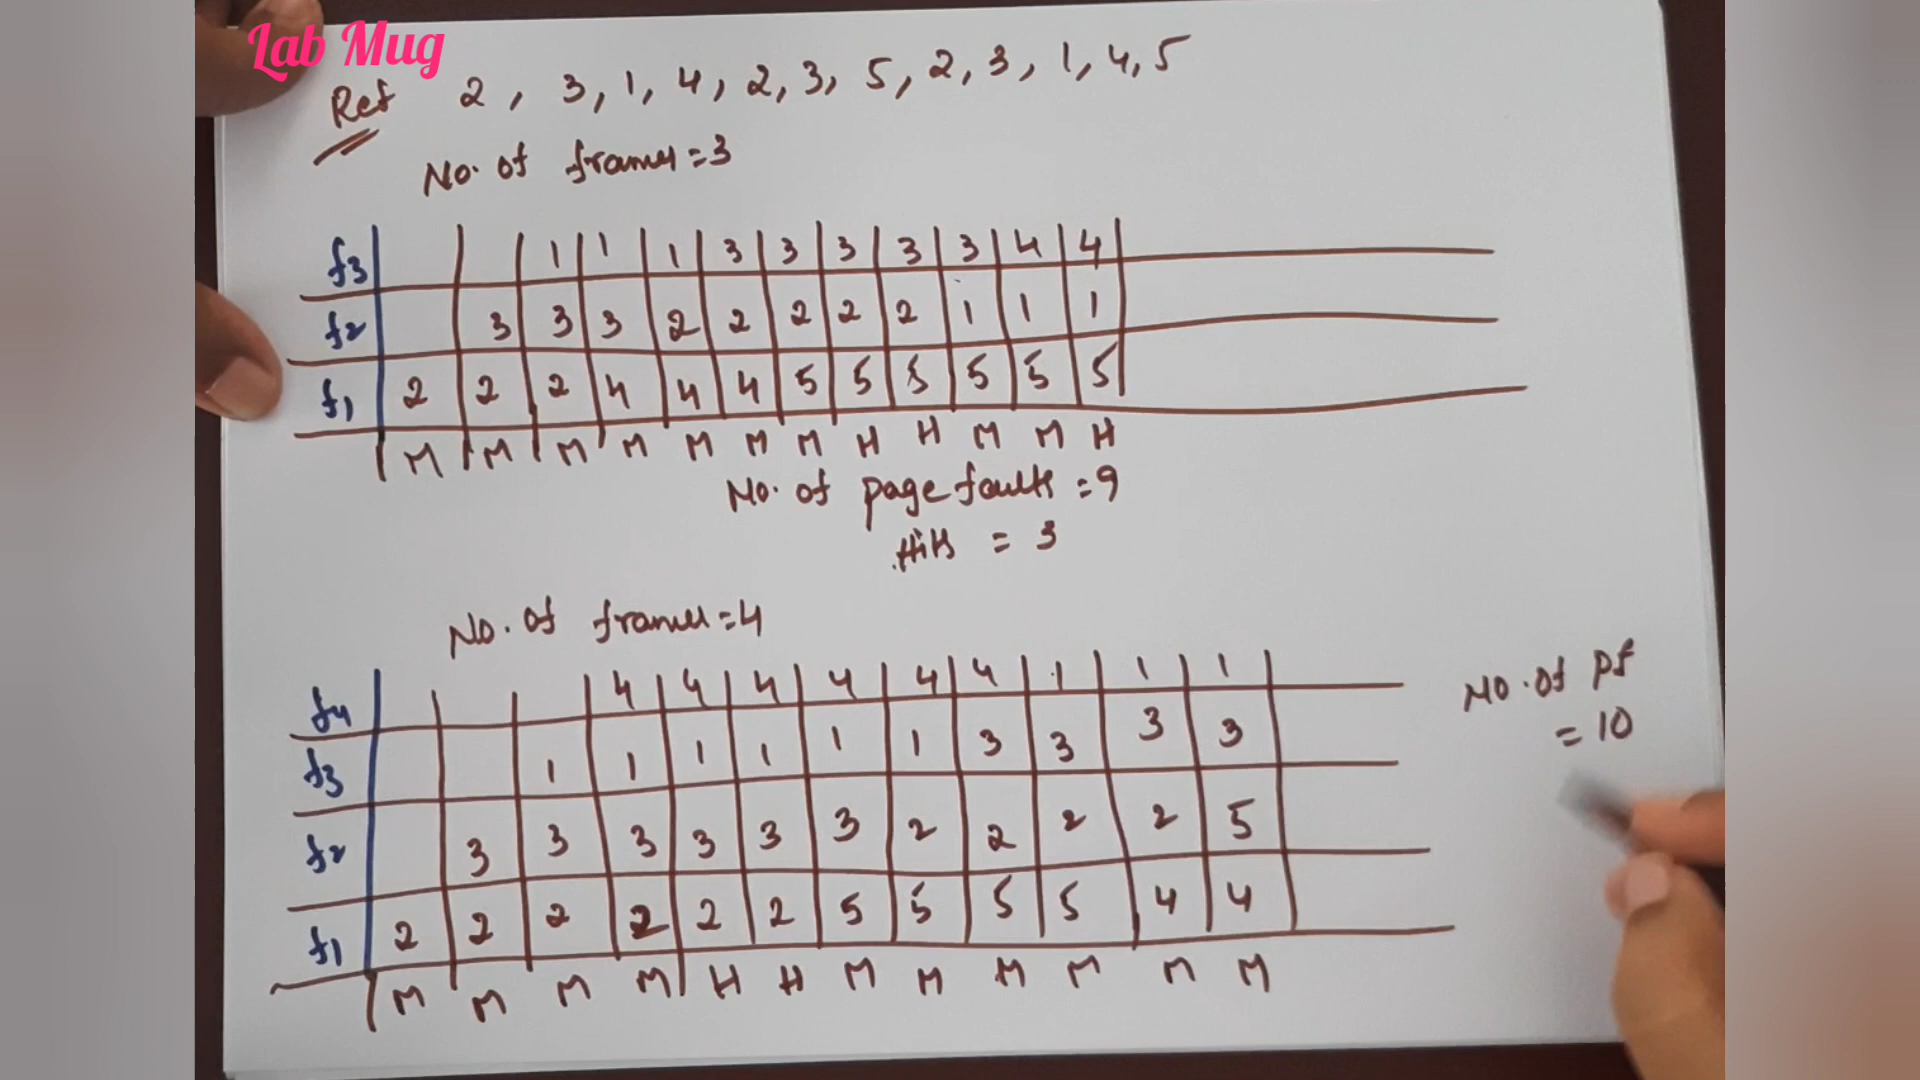 Lab Mug
Ref 2, 3, 1, 4, 2, 3, 5, 2, 3, 1, 4, 5
No. of frames = 3
f3 1 1 1 3 3 3 3 3 4 4
f2 3 3 3 2 2 2 2 2 1 1 1
f1 2 2 2 4 4 4 5 5 5 5 5 5
M M M M M M M H H M M H
No. of page faults = 9
Hits = 3
No. of frames = 4
f4 4 4 4 4 4 4 1 1 1
f3 1 1 1 1 1 1 3 3 3 3
f2 3 3 3 3 3 3 2 2 2 2 5
f1 2 2 2 2 2 2 5 5 5 5 4 4
M M M M H H M M M M M M
No. of Pf
= 10